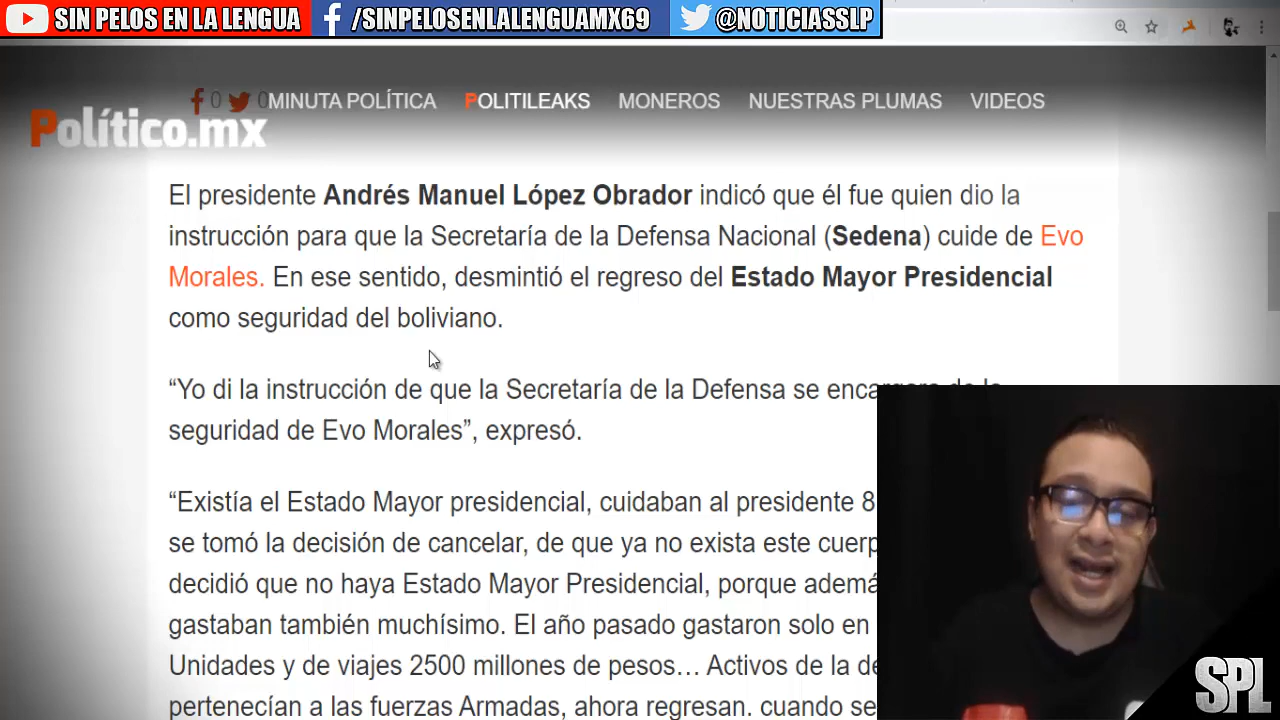 SIN PELOS EN LA LENGUA
/SINPELOSENLALENGUAMX69
@NOTICIASSLP
0 0
MINUTA POLÍTICA POLITILEAKS MONEROS NUESTRAS PLUMAS VIDEOS
Político.mx
El presidente Andrés Manuel López Obrador indicó que él fue quien dio la
instrucción para que la Secretaría de la Defensa Nacional (Sedena) cuide de Evo
Morales. En ese sentido, desmintió el regreso del Estado Mayor Presidencial
como seguridad del boliviano.
“Yo di la instrucción de que la Secretaría de la Defensa se encargara de la
seguridad de Evo Morales”, expresó.
“Existía el Estado Mayor presidencial, cuidaban al presidente 8
se tomó la decisión de cancelar, de que ya no exista este cuerp
decidió que no haya Estado Mayor Presidencial, porque ademá
gastaban también muchísimo. El año pasado gastaron solo en
Unidades y de viajes 2500 millones de pesos… Activos de la de
pertenecían a las fuerzas Armadas, ahora regresan. cuando se
SPL